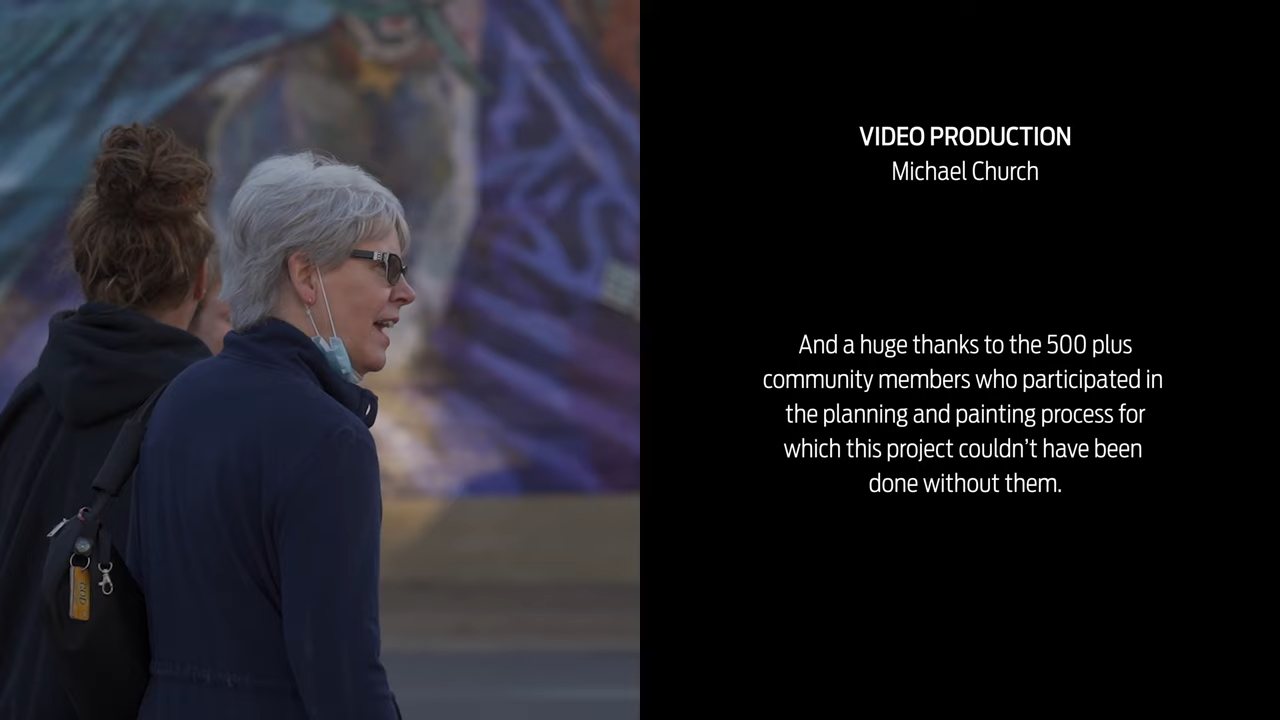 VIDEO PRODUCTION
Michael Church
And a huge thanks to the 500 plus
community members who participated in
the planning and painting process for
which this project couldn’t have been
done without them.